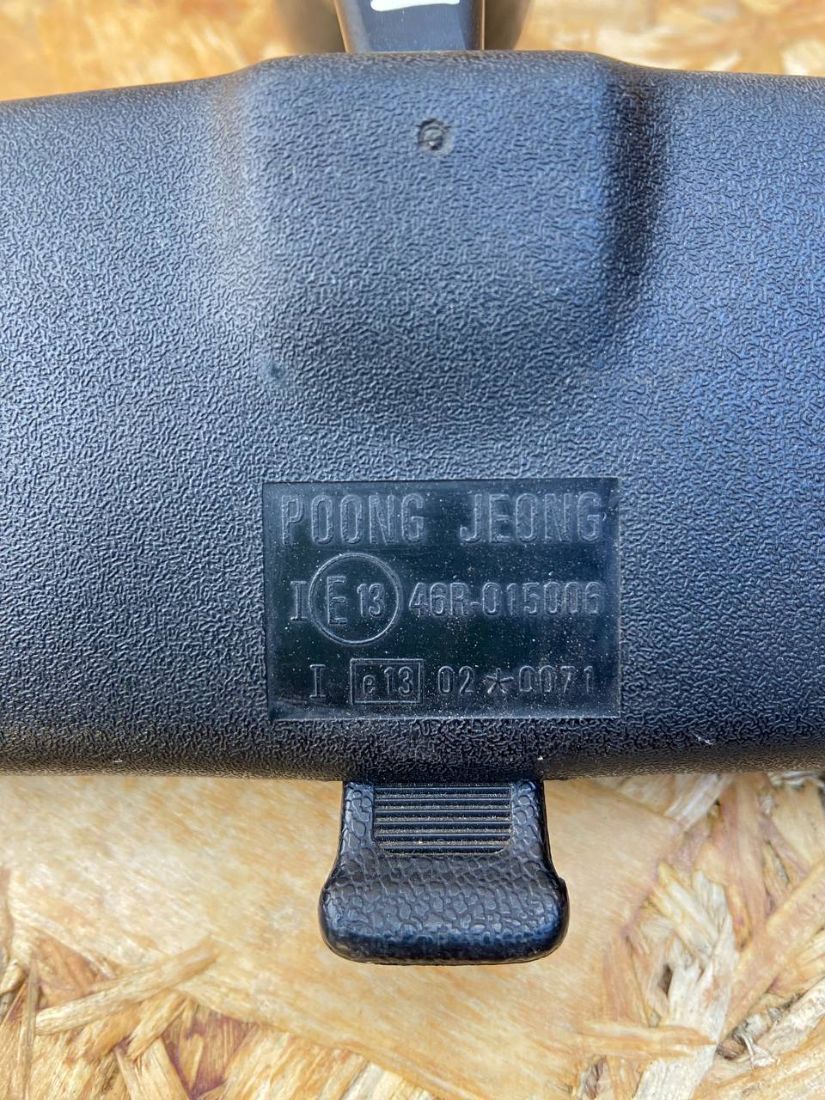 POONG JEONG
I E 13 46R-015006
I e13 02*0071